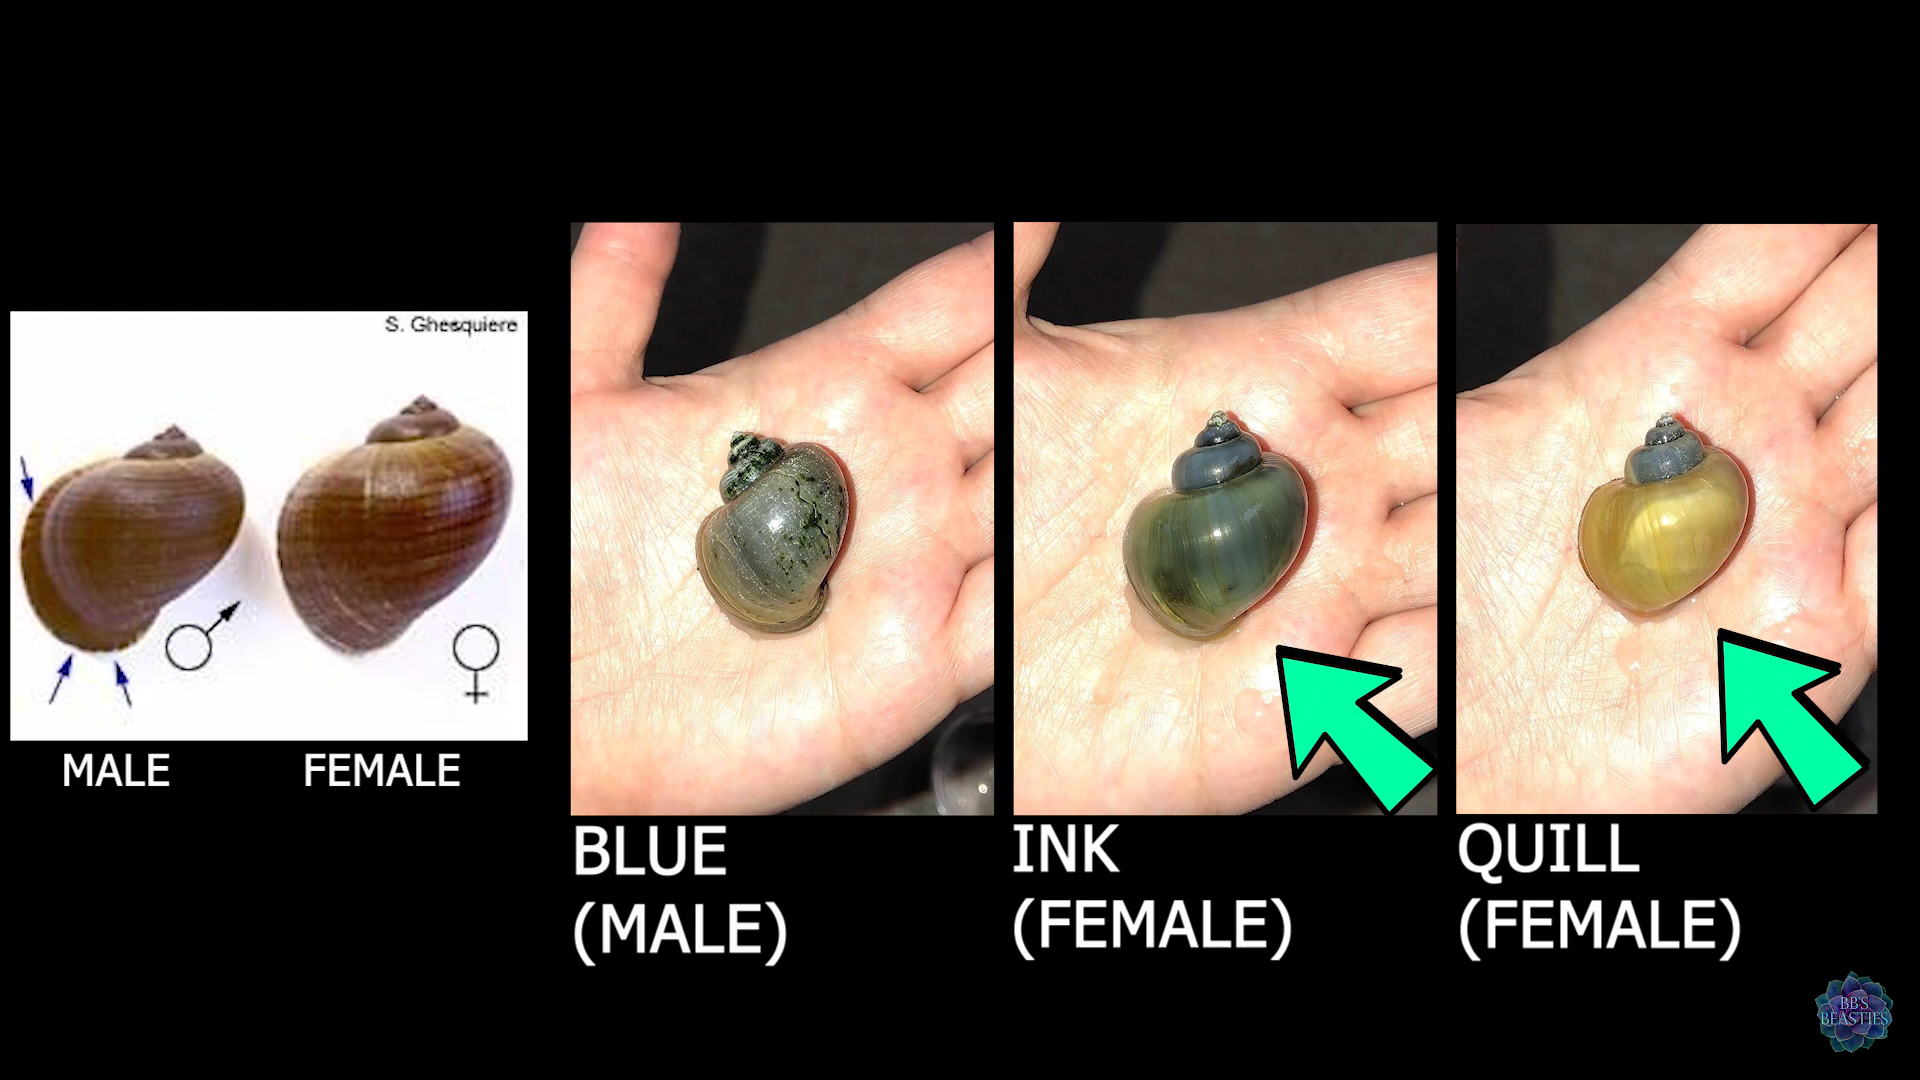 S. Ghesquiere
MALE
FEMALE
BLUE
(MALE)
INK
(FEMALE)
QUILL
(FEMALE)
BB'S
BEASTIES